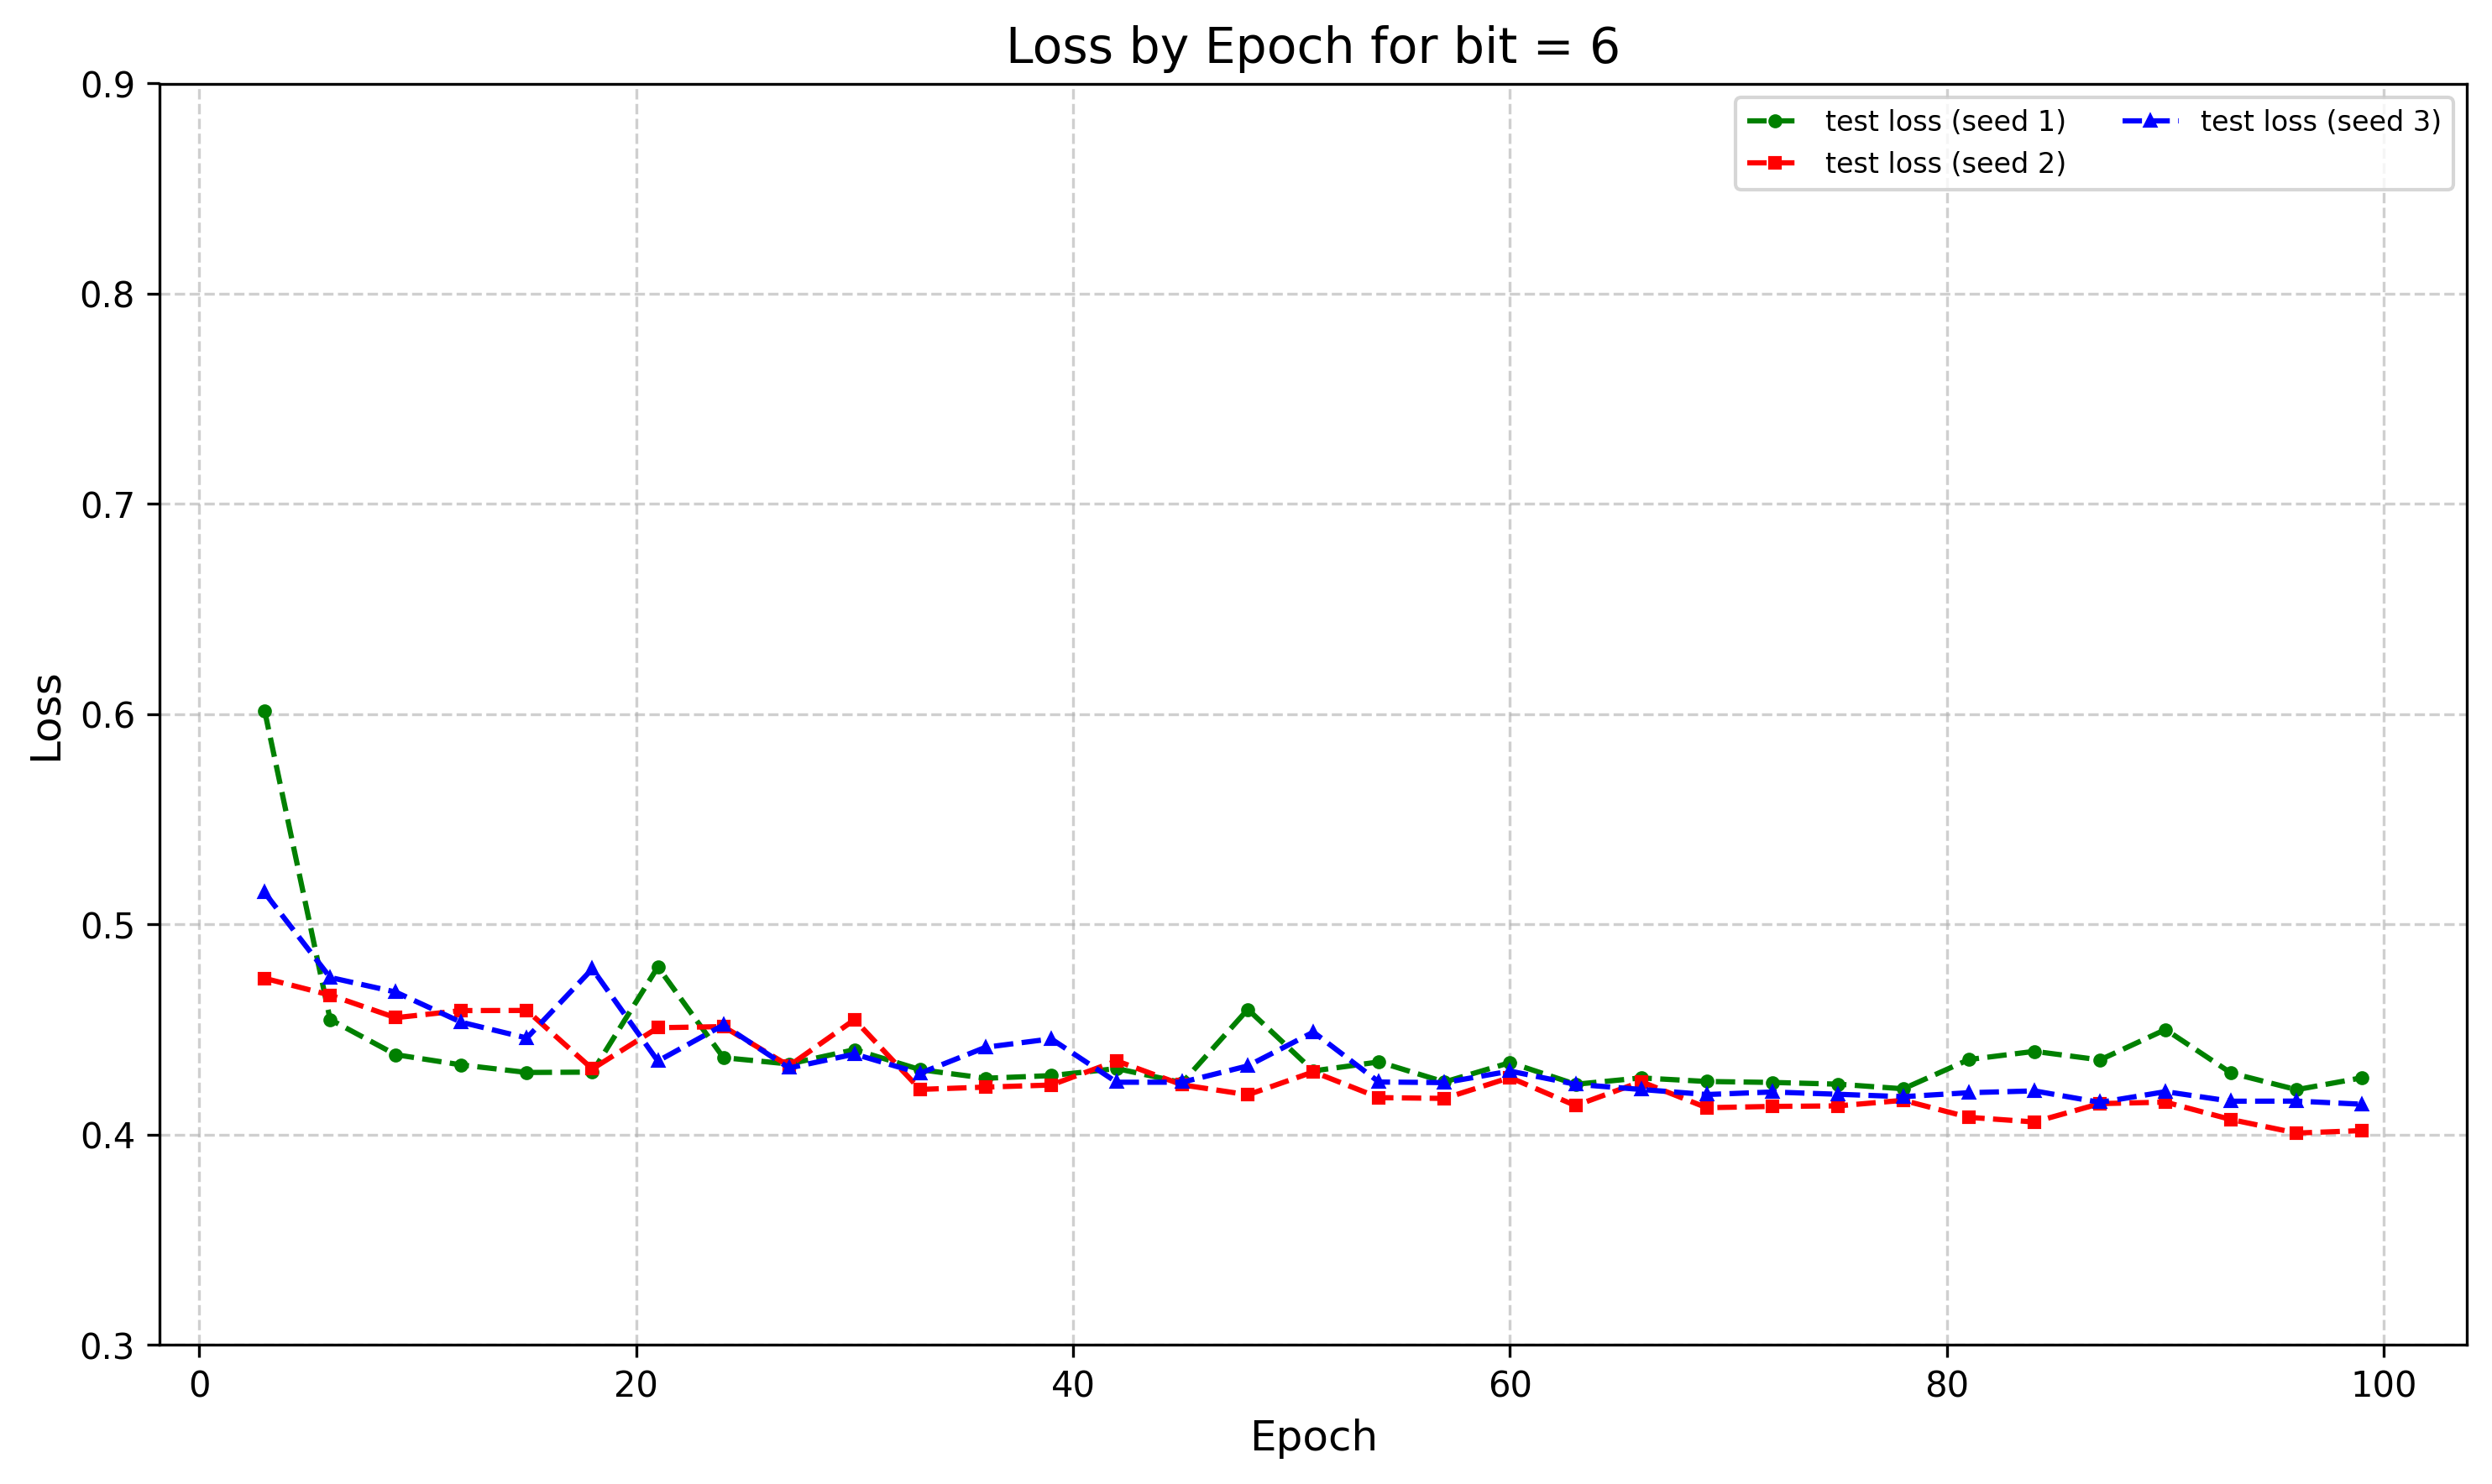 Loss by Epoch for bit = 6
test loss (seed 1)
test loss (seed 2)
test loss (seed 3)
Loss
0.9
0.8
0.7
0.6
0.5
0.4
0.3
0 20 40 60 80 100
Epoch